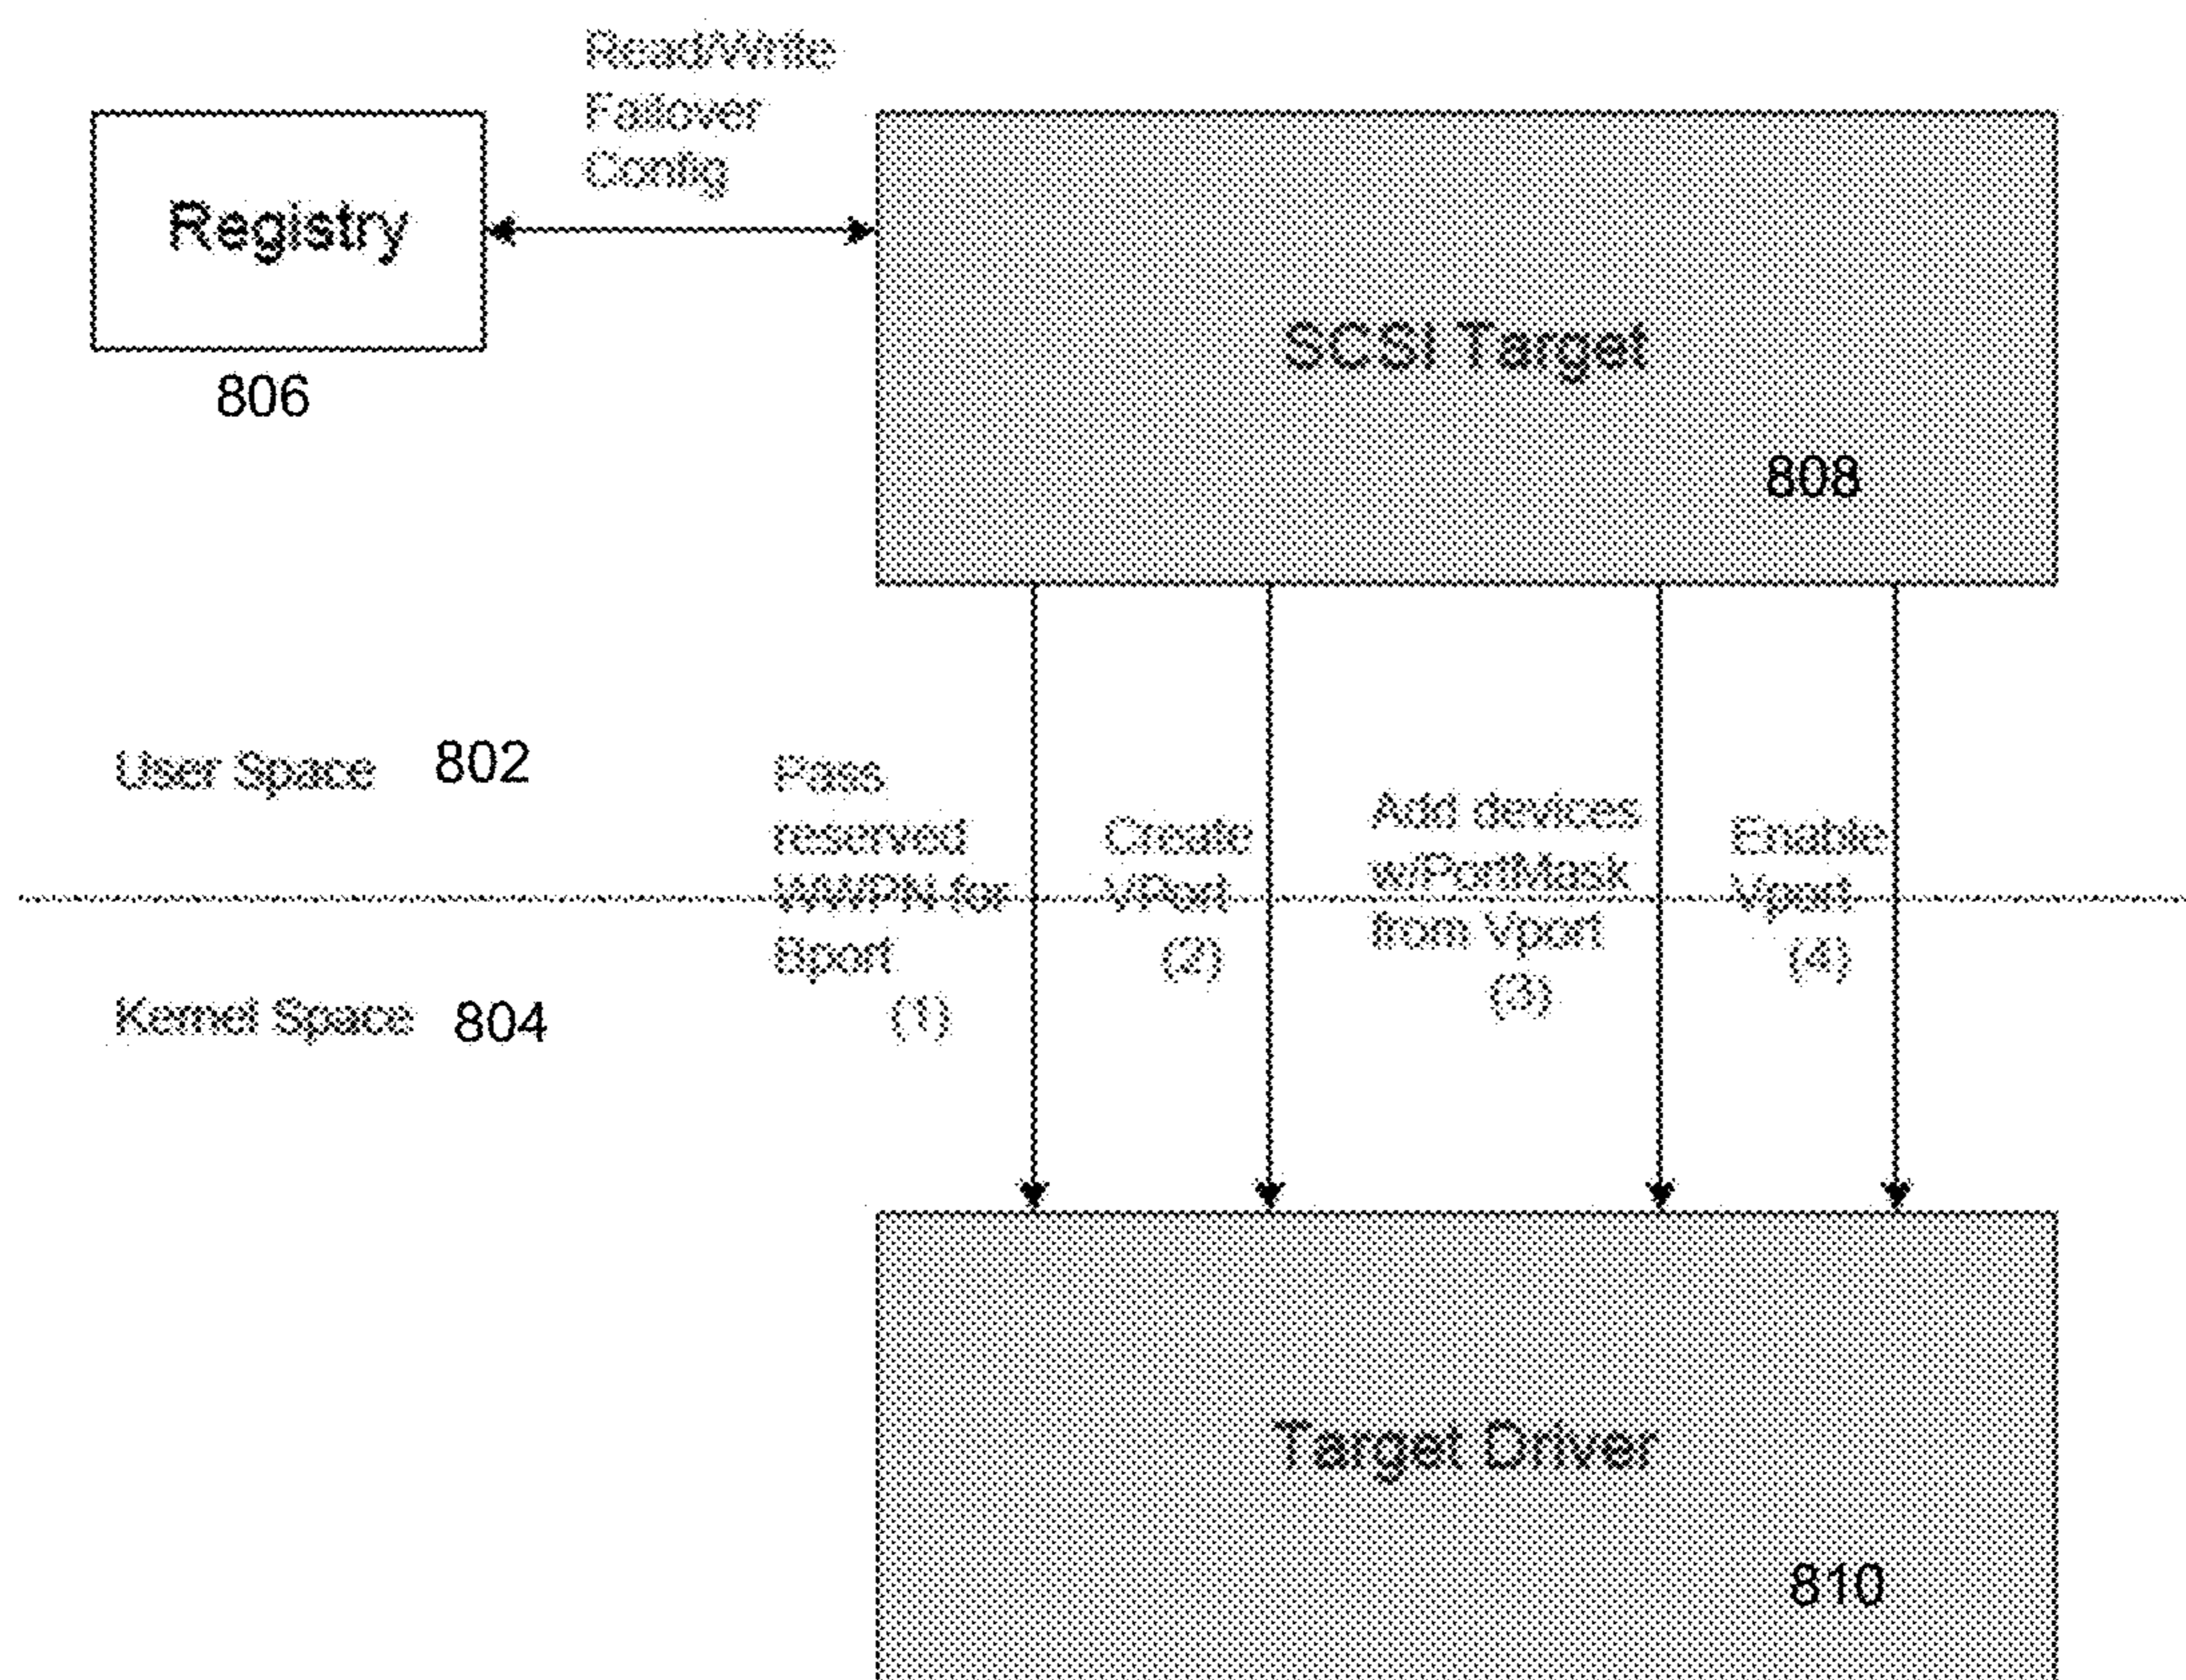 Read/Write
Failover
Config
Registry
806
SCSI Target
808
User Space 802
Pass
reserved
WWPN for
Bport
(1)
Create
VPort
(2)
Add devices
w/PortMask
from Vport
(3)
Enable
Vport
(4)
Kernel Space 804
Target Driver
810